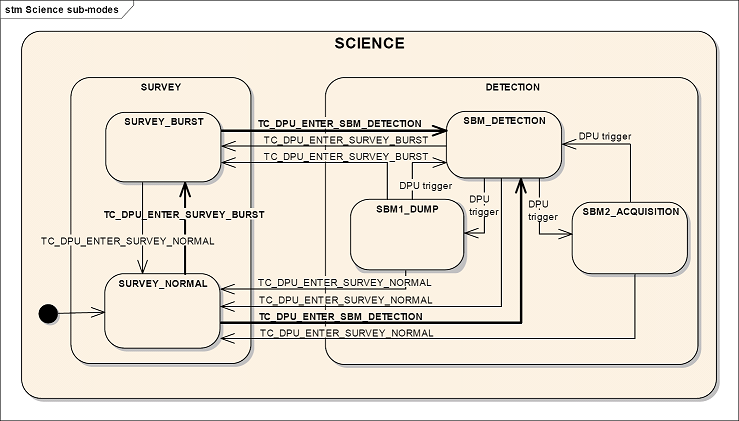 stm Science sub-modes
SCIENCE
SURVEY
DETECTION
SURVEY_BURST
TC_DPU_ENTER_SBM_DETECTION
SBM_DETECTION
TC_DPU_ENTER_SURVEY_BURST
DPU trigger
TC_DPU_ENTER_SURVEY_BURST
DPU trigger
DPU
trigger
DPU
trigger
TC_DPU_ENTER_SURVEY_BURST
SBM1_DUMP
SBM2_ACQUISITION
TC_DPU_ENTER_SURVEY_NORMAL
SURVEY_NORMAL
TC_DPU_ENTER_SURVEY_NORMAL
TC_DPU_ENTER_SURVEY_NORMAL
TC_DPU_ENTER_SBM_DETECTION
TC_DPU_ENTER_SURVEY_NORMAL